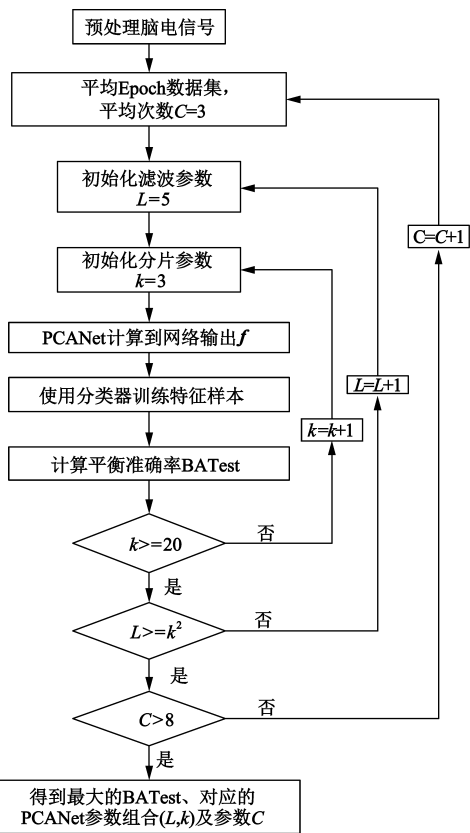 预处理脑电信号
平均Epoch数据集，
平均次数C=3
初始化滤波参数
L=5
C=C+1
初始化分片参数
k=3
PCANet计算到网络输出f
L=L+1
使用分类器训练特征样本
k=k+1
计算平衡准确率BATest
k>=20
否
是
L>=k²
否
是
C>8
否
是
得到最大的BATest、对应的
PCANet参数组合(L,k)及参数C